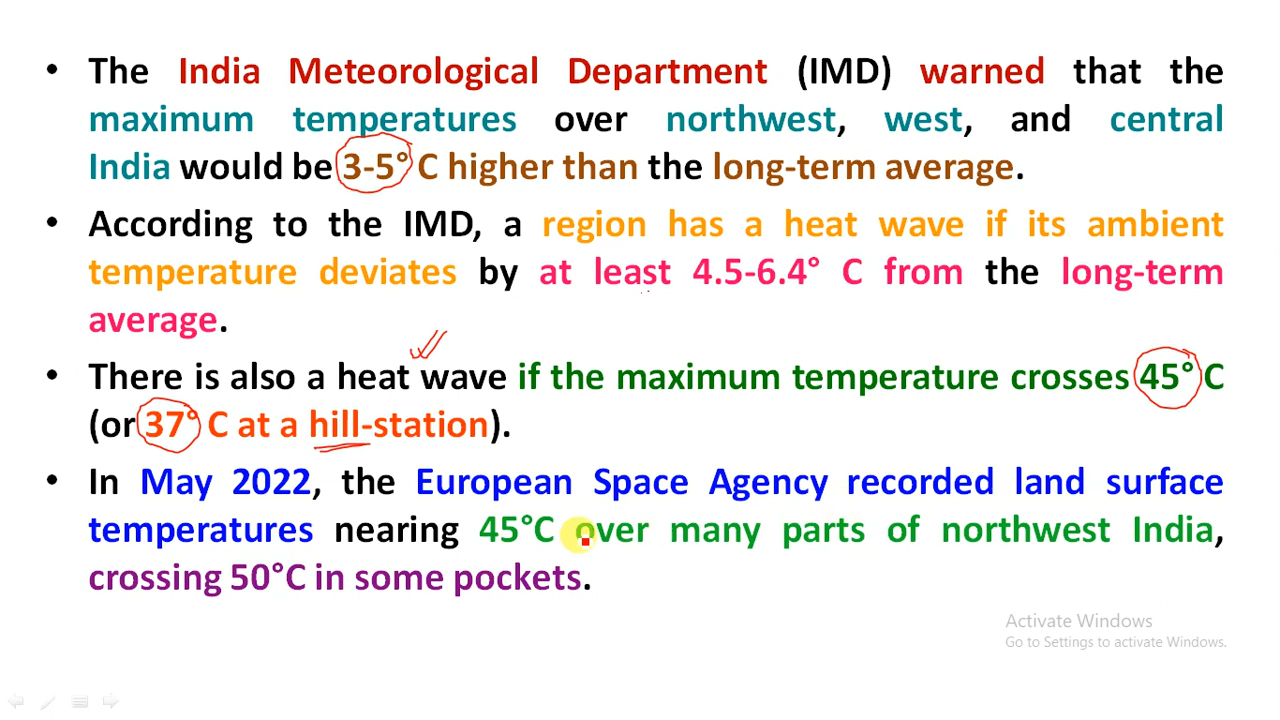 • The India Meteorological Department (IMD) warned that the
maximum temperatures over northwest, west, and central
India would be 3-5° C higher than the long-term average.
• According to the IMD, a region has a heat wave if its ambient
temperature deviates by at least 4.5-6.4° C from the long-term
average.
• There is also a heat wave if the maximum temperature crosses 45° C
(or 37° C at a hill-station).
• In May 2022, the European Space Agency recorded land surface
temperatures nearing 45°C over many parts of northwest India,
crossing 50°C in some pockets.
Activate Windows
Go to Settings to activate Windows.